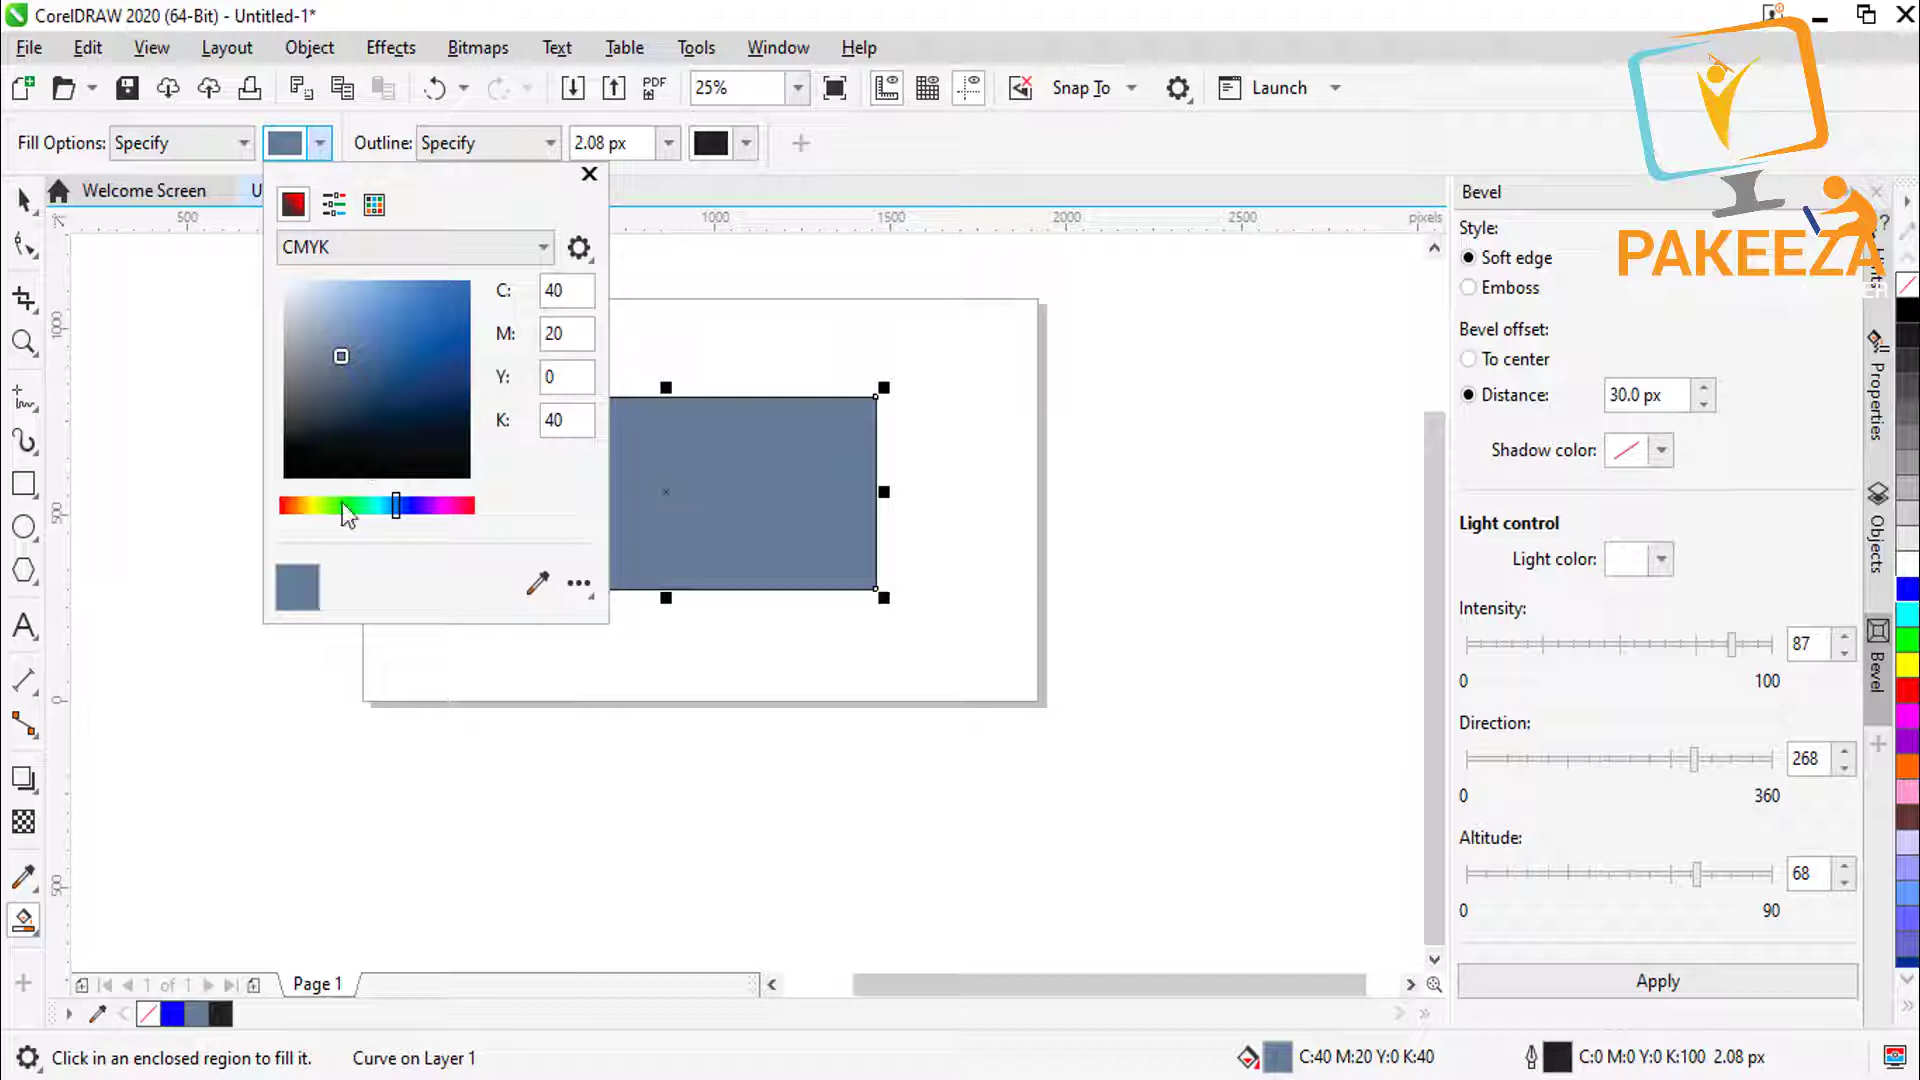 CorelDRAW 2020 (64-Bit) - Untitled-1*
File Edit View Layout Object Effects Bitmaps Text Table Tools Window Help
PDF 25% Snap To Launch
Fill Options: Specify Outline: Specify 2.08 px
Welcome Screen U
500 1000 1500 2000 2500 pixels
CMYK
C: 40
M: 20
Y: 0
K: 40
1000
500
0
500
PAKEEZA
ER
Bevel
Style:
Soft edge
Emboss
Bevel offset:
To center
Distance: 30.0 px
Shadow color:
Light control
Light color:
Intensity:
87
0 100
Direction:
268
0 360
Altitude:
68
0 90
Apply
Properties
Objects
Bevel
1 of 1 Page 1
Click in an enclosed region to fill it. Curve on Layer 1 C:40 M:20 Y:0 K:40 C:0 M:0 Y:0 K:100 2.08 px